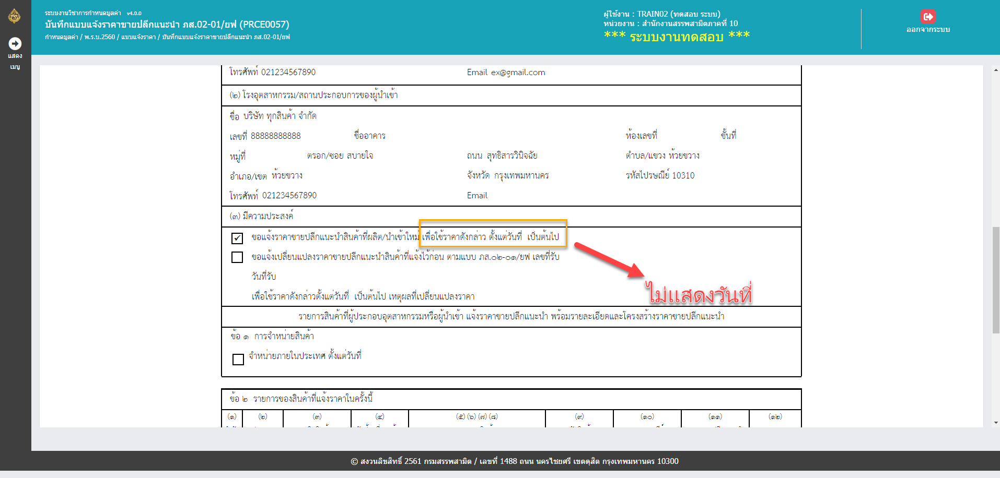 ระบบงานวิชาการกำหนดมูลค่า v4.0.0
บันทึกแบบแจ้งราคาขายปลีกแนะนำ ภส.02-01/ยฟ (PRCE0057)
กำหนดมูลค่า / พ.ร.บ.2560 / แบบแจ้งราคา / บันทึกแบบแจ้งราคาขายปลีกแนะนำ ภส.02-01/ยฟ
ผู้ใช้งาน : TRAIN02 (ทดสอบ ระบบ)
หน่วยงาน : สำนักงานสรรพสามิตภาคที่ 10
*** ระบบงานทดสอบ ***
ออกจากระบบ
แสดง
เมนู
โทรศัพท์ 021234567890 Email ex@gmail.com
(๒) โรงอุตสาหกรรม/สถานประกอบการของผู้นำเข้า
ชื่อ บริษัท ทุกสินค้า จำกัด
เลขที่ 88888888888 ชื่ออาคาร ห้องเลขที่ ชั้นที่
หมู่ที่ ตรอก/ซอย สบายใจ ถนน สุทธิสารวินิจฉัย ตำบล/แขวง ห้วยขวาง
อำเภอ/เขต ห้วยขวาง จังหวัด กรุงเทพมหานคร รหัสไปรษณีย์ 10310
โทรศัพท์ 021234567890 Email
(๓) มีความประสงค์
ขอแจ้งราคาขายปลีกแนะนำสินค้าที่ผลิต/นำเข้าใหม่ เพื่อใช้ราคาดังกล่าว ตั้งแต่วันที่ เป็นต้นไป
ขอแจ้งเปลี่ยนแปลงราคาขายปลีกแนะนำสินค้าที่แจ้งไว้ก่อน ตามแบบ ภส.๐๒-๐๑/ยฟ เลขที่รับ
วันที่รับ
ไม่แสดงวันที่
เพื่อใช้ราคาดังกล่าวตั้งแต่วันที่ เป็นต้นไป เหตุผลที่เปลี่ยนแปลงราคา
รายการสินค้าที่ผู้ประกอบอุตสาหกรรมหรือผู้นำเข้า แจ้งราคาขายปลีกแนะนำ พร้อมรายละเอียดและโครงสร้างราคาขายปลีกแนะนำ
ข้อ ๑ การจำหน่ายสินค้า
จำหน่ายภายในประเทศ ตั้งแต่วันที่
ข้อ ๒ รายการของสินค้าที่แจ้งราคาในครั้งนี้
(๑) (๒) (๓) (๔) (๕) (๖) (๗) (๘) (๙) (๑๐) (๑๑) (๑๒)
© สงวนลิขสิทธิ์ 2561 กรมสรรพสามิต / เลขที่ 1488 ถนน นครไชยศรี เขตดุสิต กรุงเทพมหานคร 10300